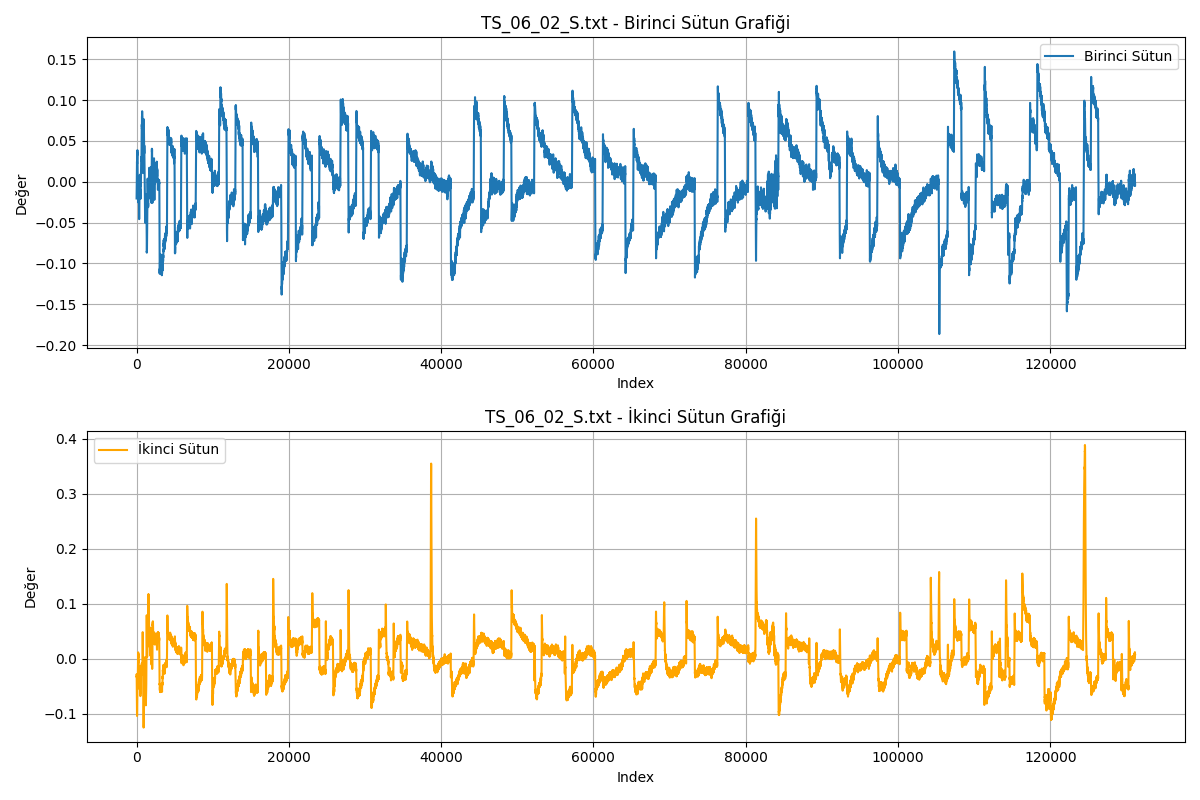 TS_06_02_S.txt - Birinci Sütun Grafiği
Birinci Sütun
Değer
0.15
0.10
0.05
0.00
−0.05
−0.10
−0.15
−0.20
0 20000 40000 60000 80000 100000 120000
Index
TS_06_02_S.txt - İkinci Sütun Grafiği
İkinci Sütun
Değer
0.4
0.3
0.2
0.1
0.0
−0.1
0 20000 40000 60000 80000 100000 120000
Index